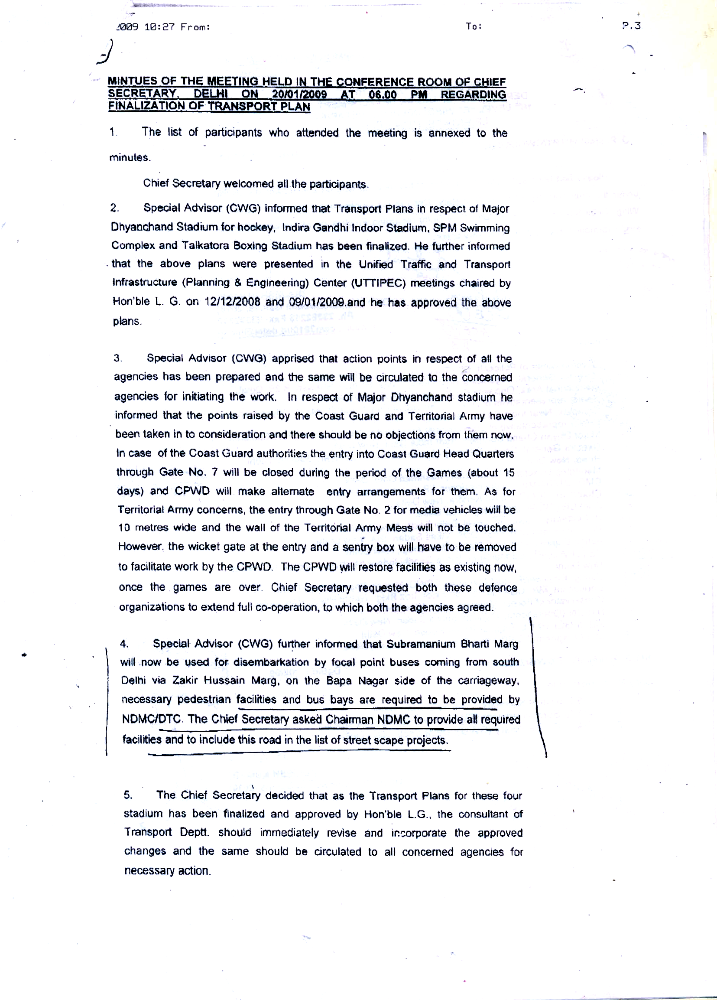 2009 10:27 From: To: P.3
MINTUES OF THE MEETING HELD IN THE CONFERENCE ROOM OF CHIEF
SECRETARY, DELHI ON 20/01/2009 AT 06.00 PM REGARDING
FINALIZATION OF TRANSPORT PLAN
1. The list of participants who attended the meeting is annexed to the
minutes.
Chief Secretary welcomed all the participants.
2. Special Advisor (CWG) informed that Transport Plans in respect of Major
Dhyanchand Stadium for hockey, Indira Gandhi Indoor Stadium, SPM Swimming
Complex and Talkatora Boxing Stadium has been finalized. He further informed
that the above plans were presented in the Unified Traffic and Transport
Infrastructure (Planning & Engineering) Center (UTTIPEC) meetings chaired by
Hon'ble L. G. on 12/12/2008 and 09/01/2009.and he has approved the above
plans.
3. Special Advisor (CWG) apprised that action points in respect of all the
agencies has been prepared and the same will be circulated to the concerned
agencies for initiating the work. In respect of Major Dhyanchand stadium he
informed that the points raised by the Coast Guard and Territorial Army have
been taken in to consideration and there should be no objections from them now.
In case of the Coast Guard authorities the entry into Coast Guard Head Quarters
through Gate No. 7 will be closed during the period of the Games (about 15
days) and CPWD will make alternate entry arrangements for them. As for
Territorial Army concerns, the entry through Gate No. 2 for media vehicles will be
10 metres wide and the wall of the Territorial Army Mess will not be touched.
However, the wicket gate at the entry and a sentry box will have to be removed
to facilitate work by the CPWD. The CPWD will restore facilities as existing now,
once the games are over. Chief Secretary requested both these defence
organizations to extend full co-operation, to which both the agencies agreed.
4. Special Advisor (CWG) further informed that Subramanium Bharti Marg
will now be used for disembarkation by focal point buses coming from south
Delhi via Zakir Hussain Marg, on the Bapa Nagar side of the carriageway,
necessary pedestrian facilities and bus bays are required to be provided by
NDMC/DTC. The Chief Secretary asked Chairman NDMC to provide all required
facilities and to include this road in the list of street scape projects.
5. The Chief Secretary decided that as the Transport Plans for these four
stadium has been finalized and approved by Hon'ble L.G., the consultant of
Transport Deptt. should immediately revise and incorporate the approved
changes and the same should be circulated to all concerned agencies for
necessary action.